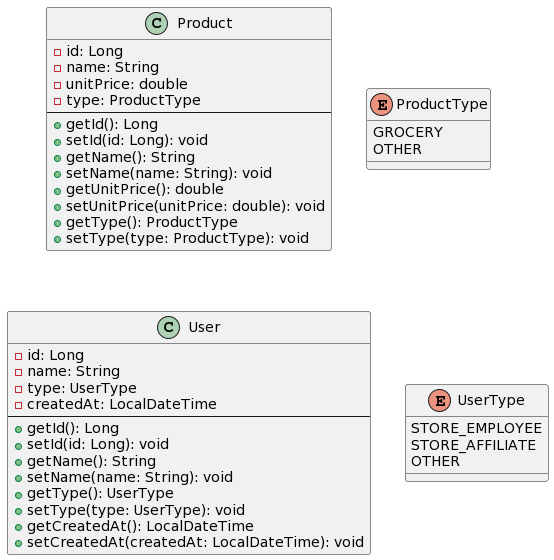 C Product
id: Long
name: String
unitPrice: double
type: ProductType
getId(): Long
setId(id: Long): void
getName(): String
setName(name: String): void
getUnitPrice(): double
setUnitPrice(unitPrice: double): void
getType(): ProductType
setType(type: ProductType): void
E ProductType
GROCERY
OTHER
C User
id: Long
name: String
type: UserType
createdAt: LocalDateTime
getId(): Long
setId(id: Long): void
getName(): String
setName(name: String): void
getType(): UserType
setType(type: UserType): void
getCreatedAt(): LocalDateTime
setCreatedAt(createdAt: LocalDateTime): void
E UserType
STORE_EMPLOYEE
STORE_AFFILIATE
OTHER